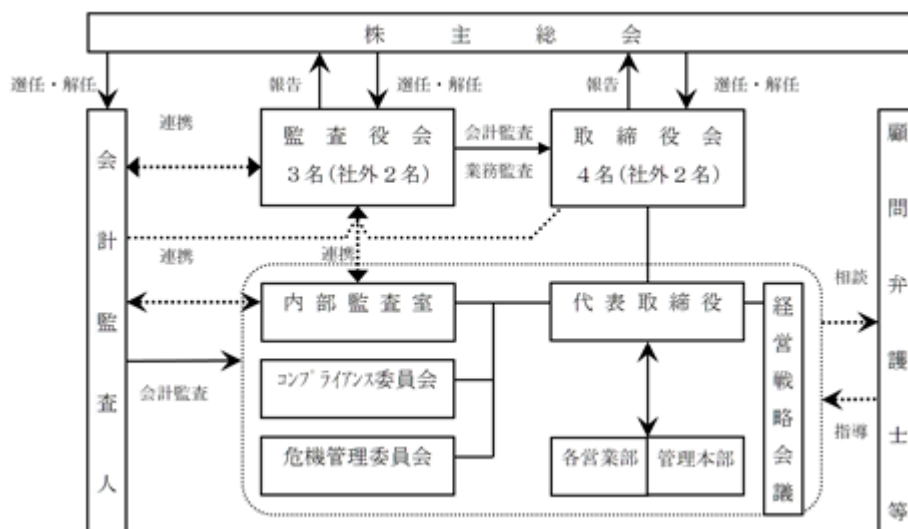 株主総会
選任・解任
報告
選任・解任
報告
選任・解任
連携
監査役会
3名(社外2名)
会計監査
業務監査
取締役会
4名(社外2名)
会計監査人
顧問弁護士等
連携
連携
相談
内部監査室
代表取締役
経営戦略会議
会計監査
コンプライアンス委員会
指導
危機管理委員会
各営業部
管理本部